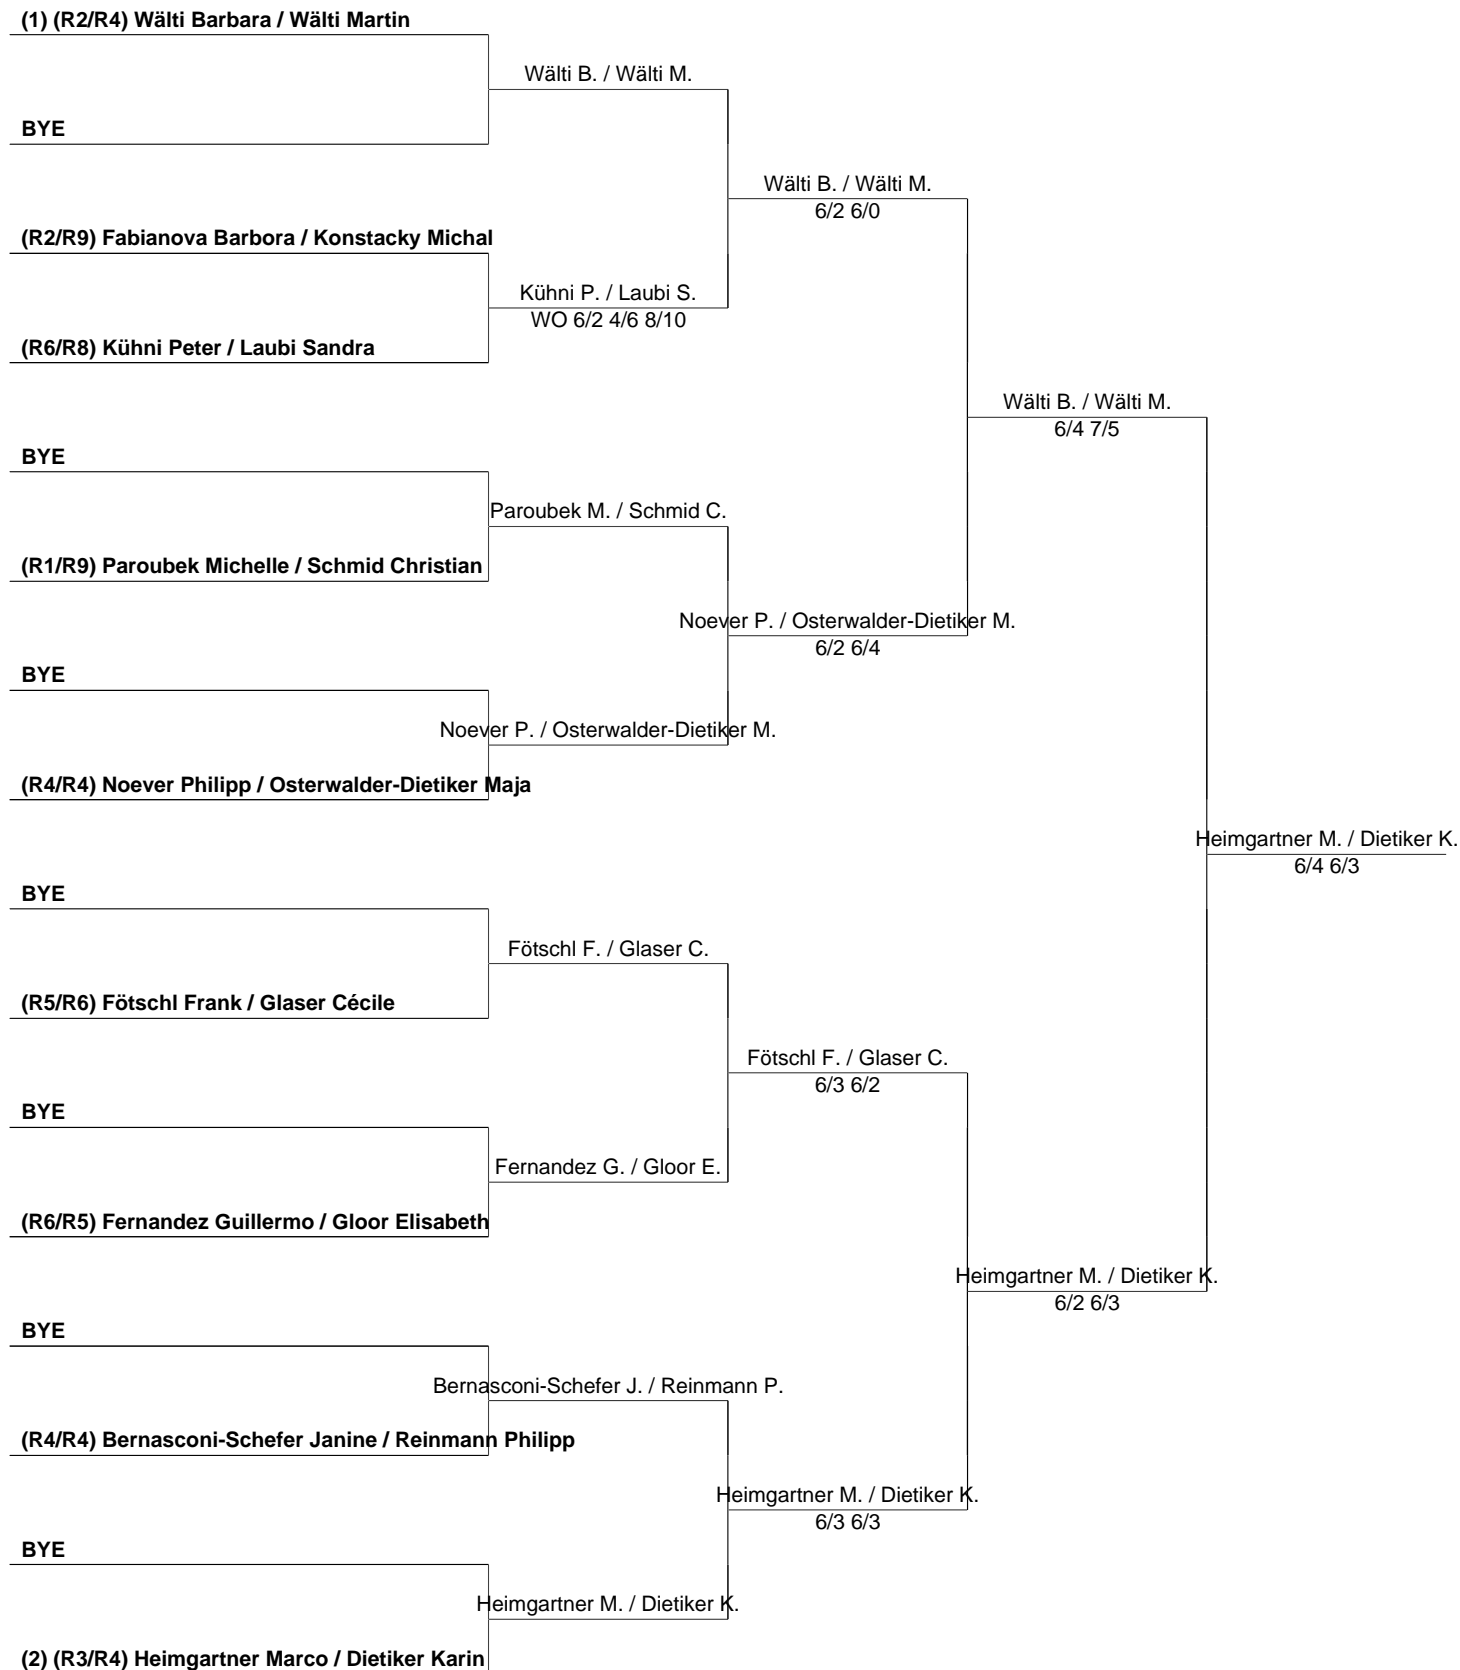 (1) (R2/R4) Wälti Barbara / Wälti Martin
Wälti B. / Wälti M.
BYE
Wälti B. / Wälti M.
6/2 6/0
(R2/R9) Fabianova Barbora / Konstacky Michal
Kühni P. / Laubi S.
WO 6/2 4/6 8/10
(R6/R8) Kühni Peter / Laubi Sandra
Wälti B. / Wälti M.
6/4 7/5
BYE
Paroubek M. / Schmid C.
(R1/R9) Paroubek Michelle / Schmid Christian
Noever P. / Osterwalder-Dietiker M.
6/2 6/4
BYE
Noever P. / Osterwalder-Dietiker M.
(R4/R4) Noever Philipp / Osterwalder-Dietiker Maja
Heimgartner M. / Dietiker K.
6/4 6/3
BYE
Fötschl F. / Glaser C.
(R5/R6) Fötschl Frank / Glaser Cécile
Fötschl F. / Glaser C.
6/3 6/2
BYE
Fernandez G. / Gloor E.
(R6/R5) Fernandez Guillermo / Gloor Elisabeth
Heimgartner M. / Dietiker K.
6/2 6/3
BYE
Bernasconi-Schefer J. / Reinmann P.
(R4/R4) Bernasconi-Schefer Janine / Reinmann Philipp
Heimgartner M. / Dietiker K.
6/3 6/3
BYE
Heimgartner M. / Dietiker K.
(2) (R3/R4) Heimgartner Marco / Dietiker Karin